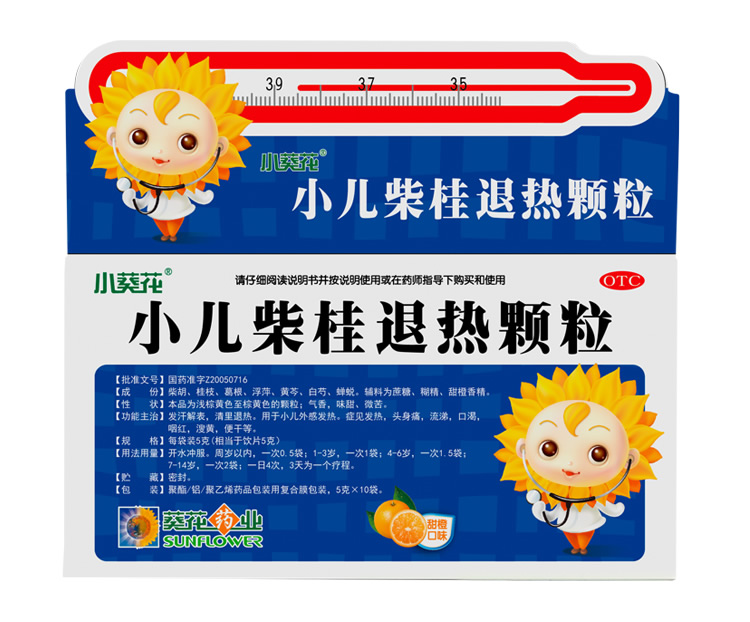 39 37 35
小葵花®
小儿柴桂退热颗粒
小葵花®
请仔细阅读说明书并按说明使用或在药师指导下购买和使用
OTC
小儿柴桂退热颗粒
【批准文号】国药准字Z20050716
【成　份】柴胡、桂枝、葛根、浮萍、黄芩、白芍、蝉蜕。辅料为蔗糖、糊精、甜橙香精。
【性　状】本品为浅棕黄色至棕黄色的颗粒；气香，味甜、微苦。
【功能主治】发汗解表，清里退热。用于小儿外感发热。症见发热，头身痛，流涕，口渴，
咽红，溲黄，便干等。
【规　格】每袋装5克(相当于饮片5克)
【用法用量】开水冲服。周岁以内，一次0.5袋；1-3岁，一次1袋；4-6岁，一次1.5袋；
7-14岁，一次2袋；一日4次，3天为一个疗程。
【贮　藏】密封。
【包　装】聚酯/铝/聚乙烯药品包装用复合膜包装，5克×10袋。
葵花药业
SUNFLOWER
甜橙
口味